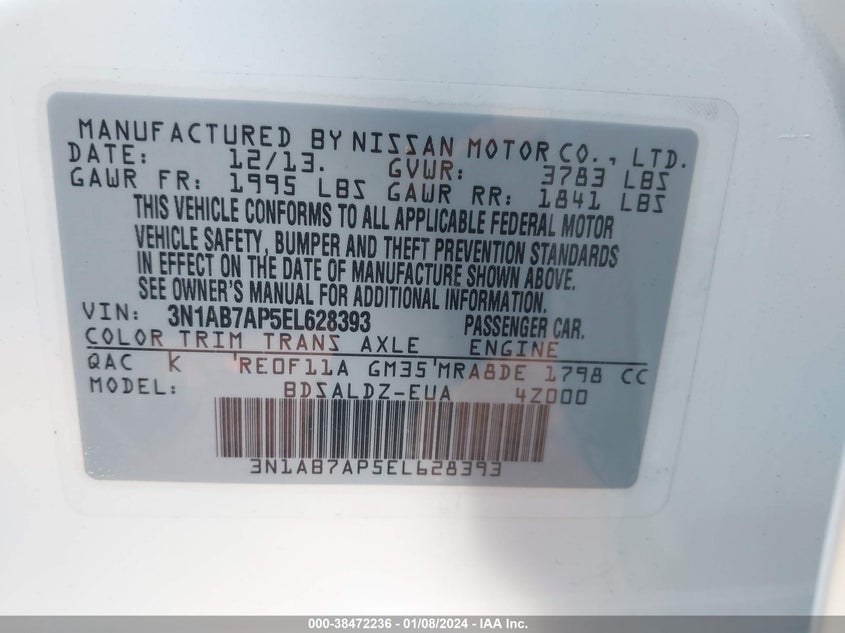 MANUFACTURED BY NISSAN MOTOR CO., LTD.
DATE: 12/13. GVWR: 3783 LBS
GAWR FR: 1995 LBS GAWR RR: 1841 LBS
THIS VEHICLE CONFORMS TO ALL APPLICABLE FEDERAL MOTOR
VEHICLE SAFETY, BUMPER AND THEFT PREVENTION STANDARDS
IN EFFECT ON THE DATE OF MANUFACTURE SHOWN ABOVE.
SEE OWNER'S MANUAL FOR ADDITIONAL INFORMATION.
VIN: 3N1AB7AP5EL628393 PASSENGER CAR.
COLOR TRIM TRANS AXLE ENGINE
QAC K 'RE0F11A GM35'MRA8DE 1798 CC
MODEL: BDSALDZ-EUA 4Z000
3N1AB7AP5EL628393
000-38472236 - 01/08/2024 - IAA Inc.